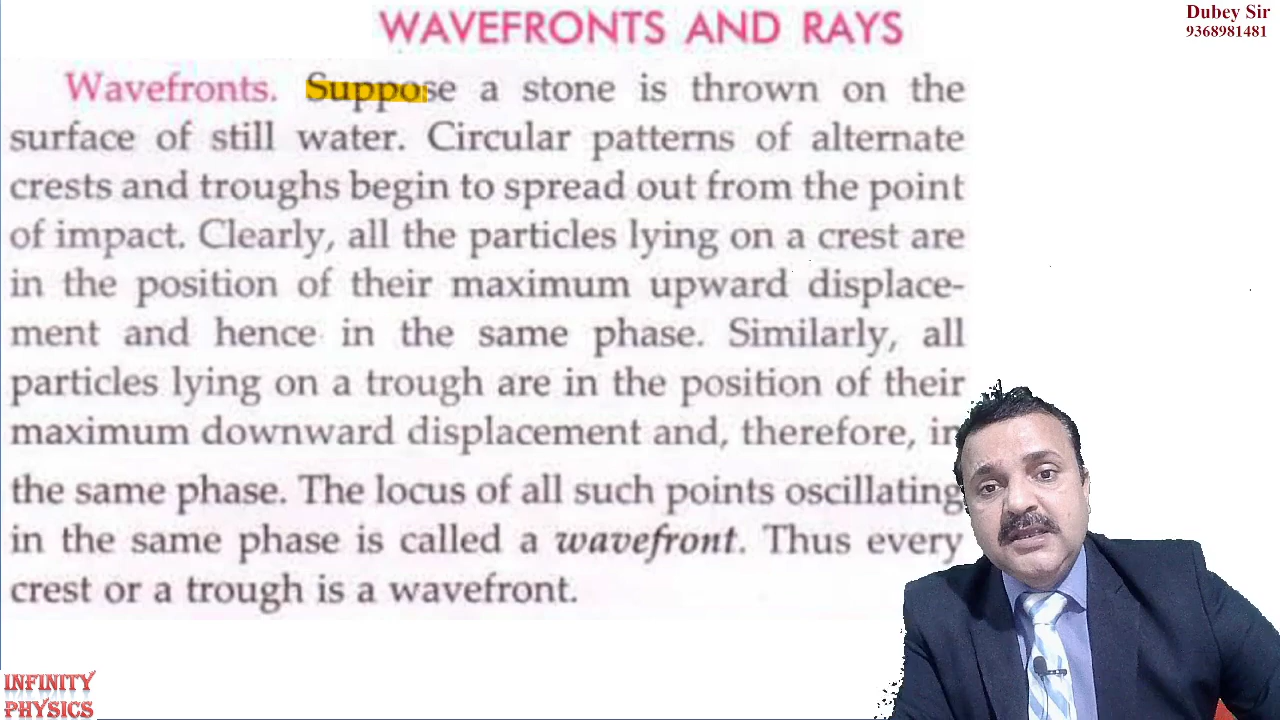 WAVEFRONTS AND RAYS
Dubey Sir
9368981481
Wavefronts. Suppose a stone is thrown on the
surface of still water. Circular patterns of alternate
crests and troughs begin to spread out from the point
of impact. Clearly, all the particles lying on a crest are
in the position of their maximum upward displace-
ment and hence in the same phase. Similarly, all
particles lying on a trough are in the position of their
maximum downward displacement and, therefore, in
the same phase. The locus of all such points oscillating
in the same phase is called a wavefront. Thus every
crest or a trough is a wavefront.
INFINITY
PHYSICS